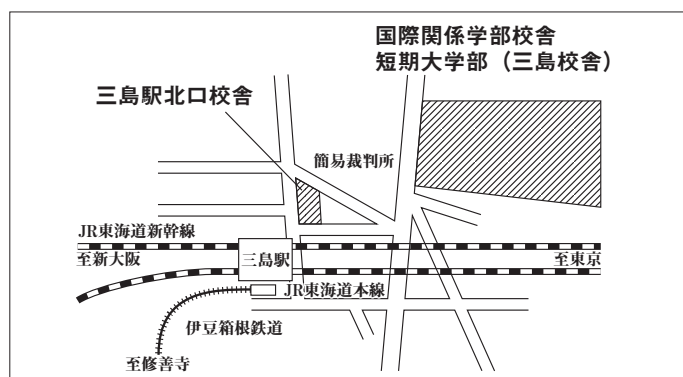 国際関係学部校舎
短期大学部（三島校舎）
三島駅北口校舎
簡易裁判所
JR東海道新幹線
至新大阪
三島駅
至東京
JR東海道本線
伊豆箱根鉄道
至修善寺